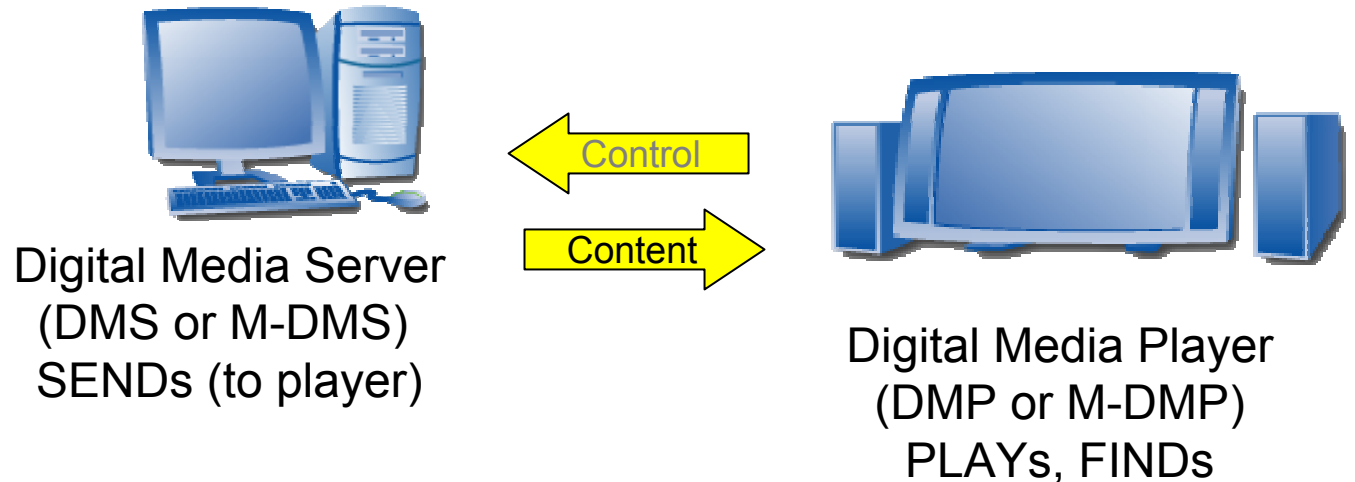 Control
Content
Digital Media Server
(DMS or M-DMS)
SENDs (to player)
Digital Media Player
(DMP or M-DMP)
PLAYs, FINDs